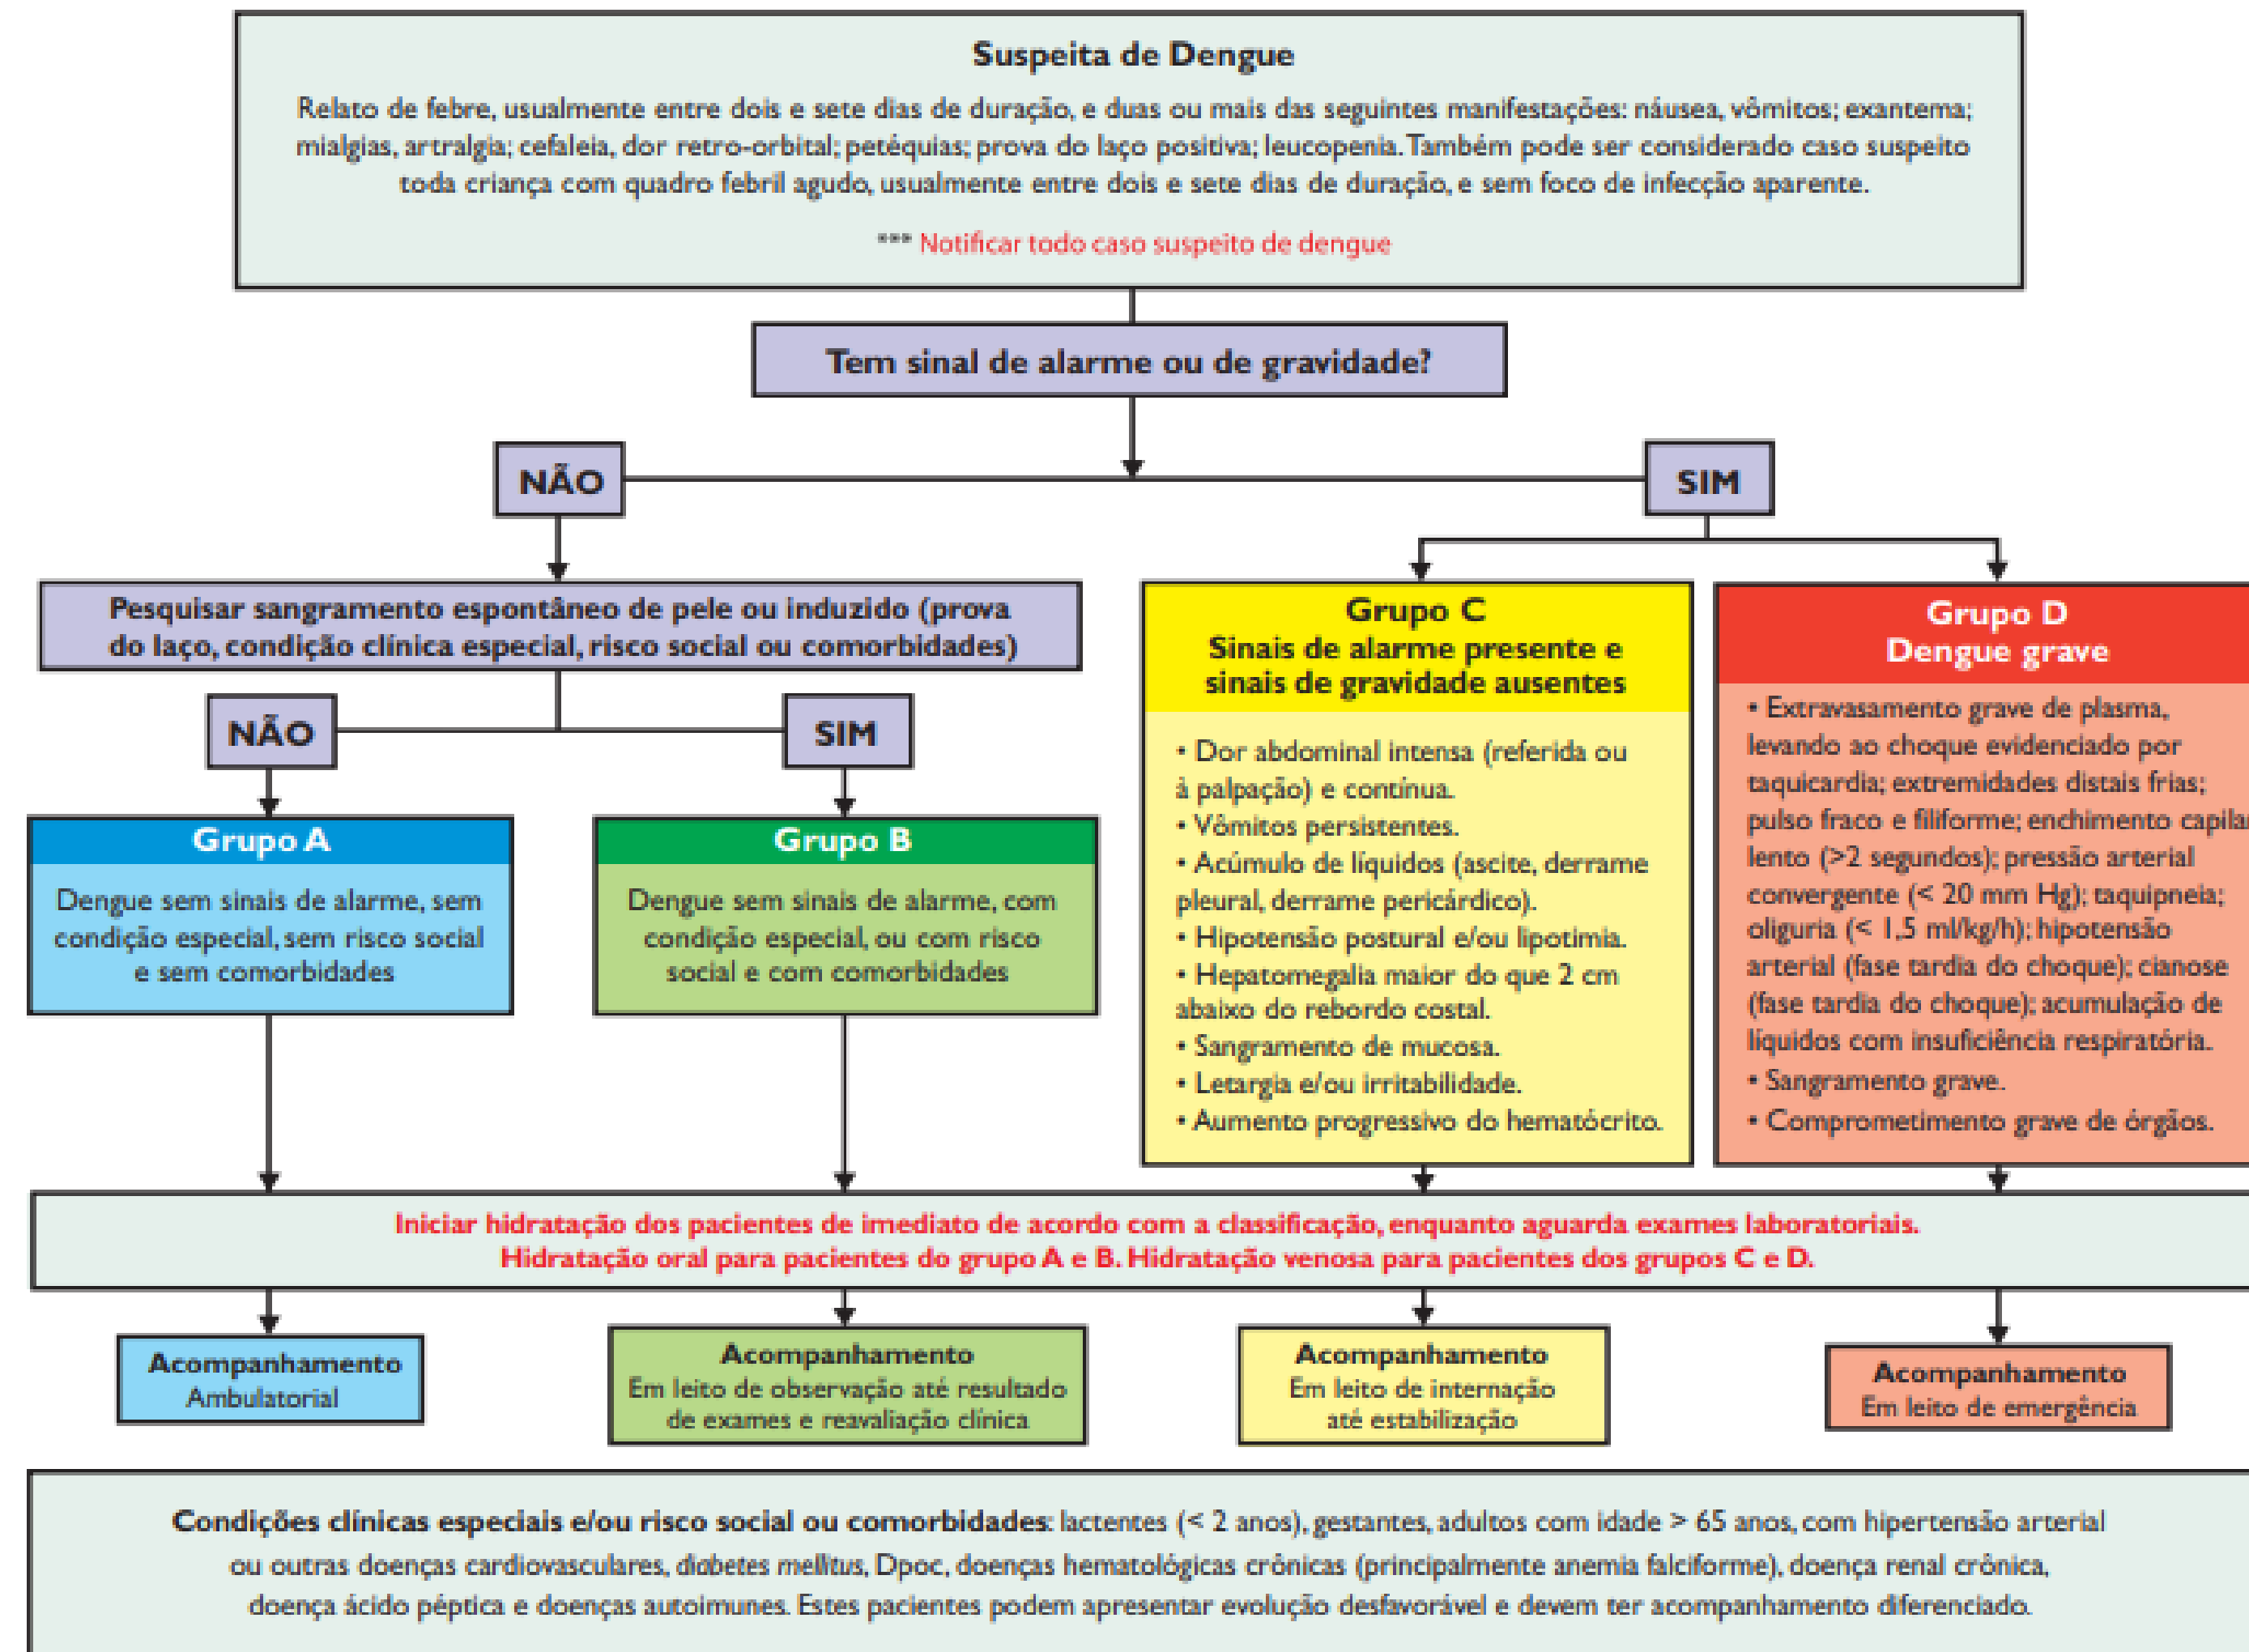 Suspeita de Dengue
Relato de febre, usualmente entre dois e sete dias de duração, e duas ou mais das seguintes manifestações: náusea, vômitos; exantema;
mialgias, artralgia; cefaleia, dor retro-orbital; petéquias; prova do laço positiva; leucopenia. Também pode ser considerado caso suspeito
toda criança com quadro febril agudo, usualmente entre dois e sete dias de duração, e sem foco de infecção aparente.
*** Notificar todo caso suspeito de dengue
Tem sinal de alarme ou de gravidade?
NÃO
SIM
Pesquisar sangramento espontâneo de pele ou induzido (prova
do laço, condição clínica especial, risco social ou comorbidades)
NÃO
SIM
Grupo A
Dengue sem sinais de alarme, sem
condição especial, sem risco social
e sem comorbidades
Grupo B
Dengue sem sinais de alarme, com
condição especial, ou com risco
social e com comorbidades
Grupo C
Sinais de alarme presente e
sinais de gravidade ausentes
• Dor abdominal intensa (referida ou
à palpação) e contínua.
• Vômitos persistentes.
• Acúmulo de líquidos (ascite, derrame
pleural, derrame pericárdico).
• Hipotensão postural e/ou lipotimia.
• Hepatomegalia maior do que 2 cm
abaixo do rebordo costal.
• Sangramento de mucosa.
• Letargia e/ou irritabilidade.
• Aumento progressivo do hematócrito.
Grupo D
Dengue grave
• Extravasamento grave de plasma,
levando ao choque evidenciado por
taquicardia; extremidades distais frias;
pulso fraco e filiforme; enchimento capila
lento (>2 segundos); pressão arterial
convergente (< 20 mm Hg); taquipneia;
oliguria (< 1,5 ml/kg/h); hipotensão
arterial (fase tardia do choque); cianose
(fase tardia do choque); acumulação de
líquidos com insuficiência respiratória.
• Sangramento grave.
• Comprometimento grave de órgãos.
Iniciar hidratação dos pacientes de imediato de acordo com a classificação, enquanto aguarda exames laboratoriais.
Hidratação oral para pacientes do grupo A e B. Hidratação venosa para pacientes dos grupos C e D.
Acompanhamento
Ambulatorial
Acompanhamento
Em leito de observação até resultado
de exames e reavaliação clínica
Acompanhamento
Em leito de internação
até estabilização
Acompanhamento
Em leito de emergência
Condições clínicas especiais e/ou risco social ou comorbidades: lactentes (< 2 anos), gestantes, adultos com idade > 65 anos, com hipertensão arterial
ou outras doenças cardiovasculares, diabetes mellitus, Dpoc, doenças hematológicas crônicas (principalmente anemia falciforme), doença renal crônica,
doença ácido péptica e doenças autoimunes. Estes pacientes podem apresentar evolução desfavorável e devem ter acompanhamento diferenciado.